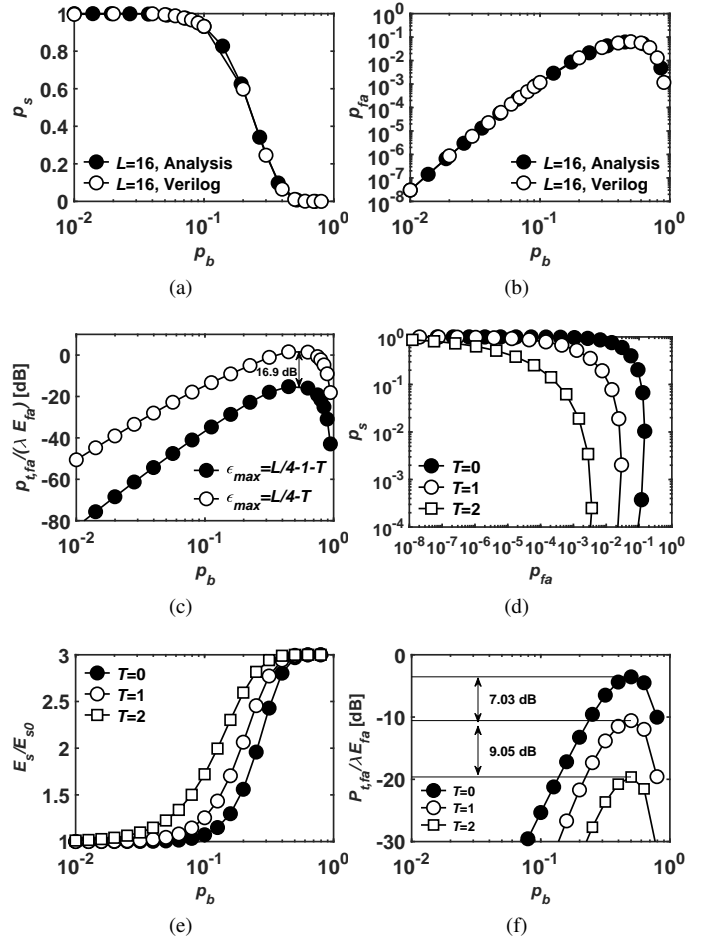 1
0.8
0.6
0.4
0.2
0
p_s
L=16, Analysis
L=16, Verilog
10^-2
10^-1
10^0
p_b
(a)
10^0
10^-1
10^-2
10^-3
10^-4
10^-5
10^-6
10^-7
10^-8
p_fa
L=16, Analysis
L=16, Verilog
10^-2
10^-1
10^0
p_b
(b)
0
-20
-40
-60
-80
p_t,fa/(λ E_fa) [dB]
16.9 dB
ϵ_max=L/4-1-T
ϵ_max=L/4-T
10^-2
10^-1
10^0
p_b
(c)
10^0
10^-1
10^-2
10^-3
10^-4
p_s
T=0
T=1
T=2
10^-8 10^-7 10^-6 10^-5 10^-4 10^-3 10^-2 10^-1 10^0
p_fa
(d)
3
2.5
2
1.5
1
E_s/E_s0
T=0
T=1
T=2
10^-2
10^-1
10^0
p_b
(e)
0
-10
-20
-30
P_t,fa/λE_fa [dB]
7.03 dB
9.05 dB
T=0
T=1
T=2
10^-2
10^-1
10^0
p_b
(f)